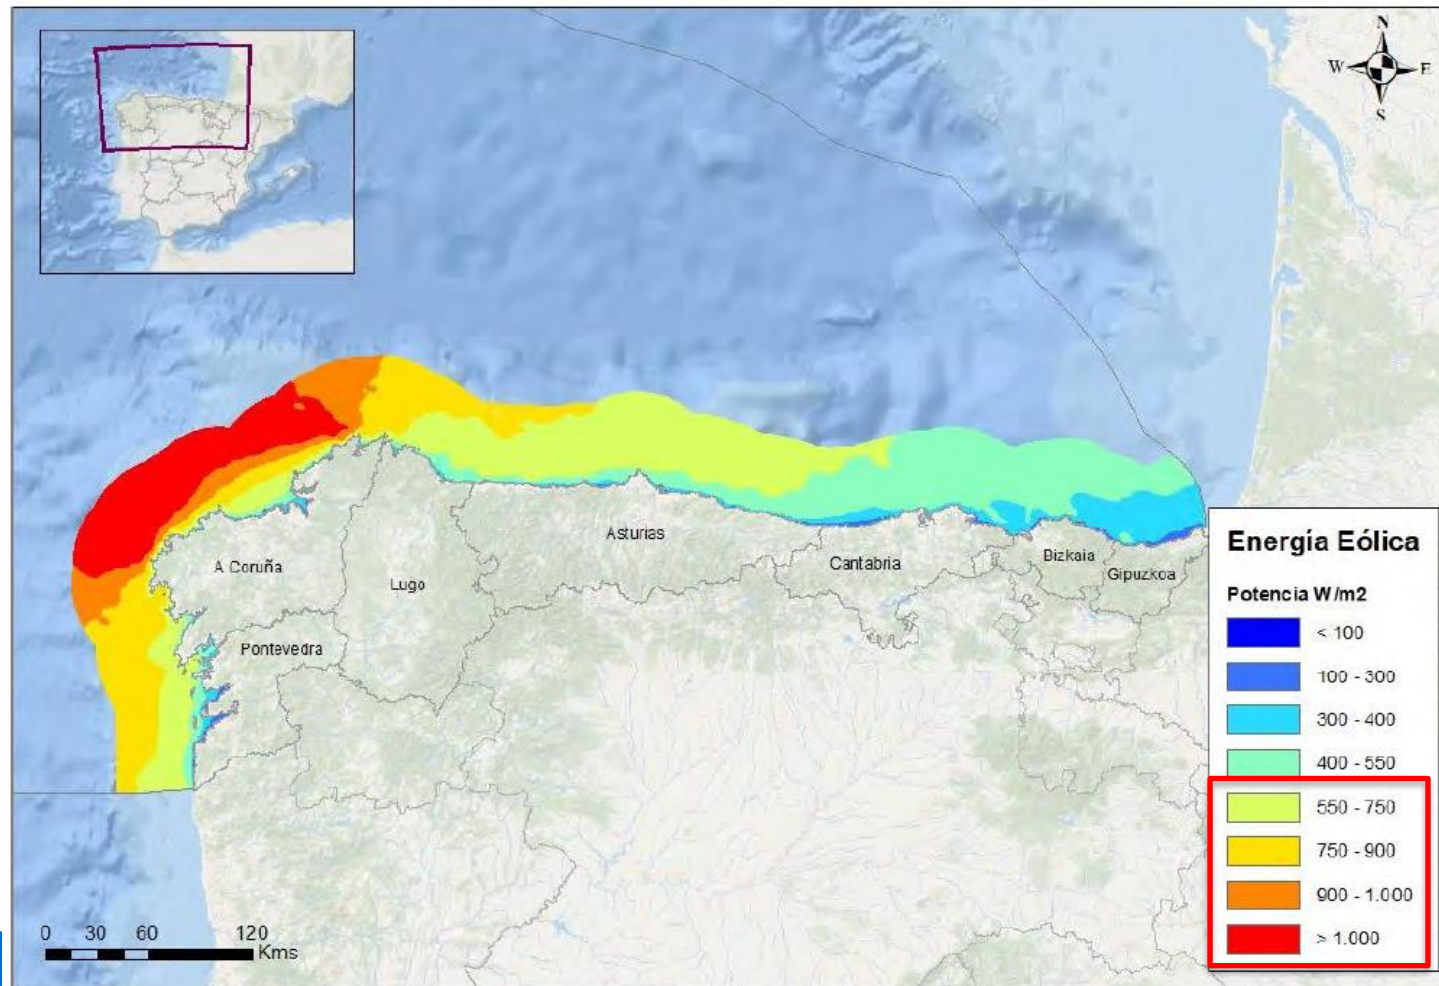 N
W E
S
A Coruña
Lugo
Asturias
Cantabria
Bizkaia
Gipuzkoa
Pontevedra
Energía Eólica
Potencia W/m2
< 100
100 - 300
300 - 400
400 - 550
550 - 750
750 - 900
900 - 1.000
> 1.000
0 30 60 120
Kms